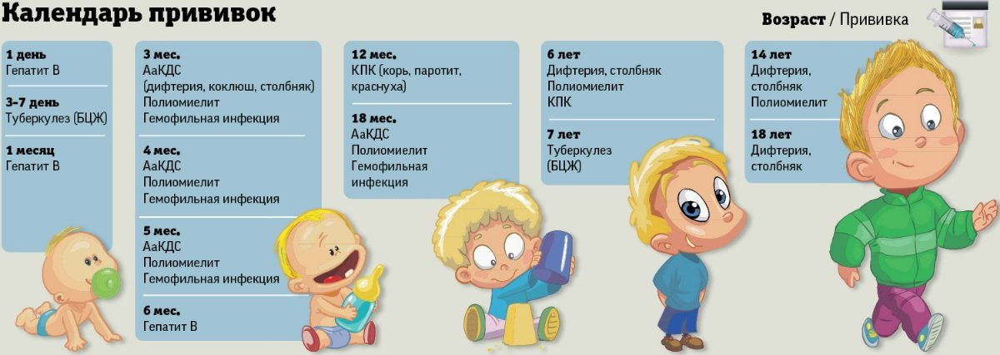 Календарь прививок
Возраст / Прививка
1 день
Гепатит В
3-7 день
Туберкулез (БЦЖ)
1 месяц
Гепатит В
3 мес.
АаКДС
(дифтерия, коклюш, столбняк)
Полиомиелит
Гемофильная инфекция
4 мес.
АаКДС
Полиомиелит
Гемофильная инфекция
5 мес.
АаКДС
Полиомиелит
Гемофильная инфекция
6 мес.
Гепатит В
12 мес.
КПК (корь, паротит,
краснуха)
18 мес.
АаКДС
Полиомиелит
Гемофильная
инфекция
6 лет
Дифтерия, столбняк
Полиомиелит
КПК
7 лет
Туберкулез
(БЦЖ)
14 лет
Дифтерия,
столбняк
Полиомиелит
18 лет
Дифтерия,
столбняк